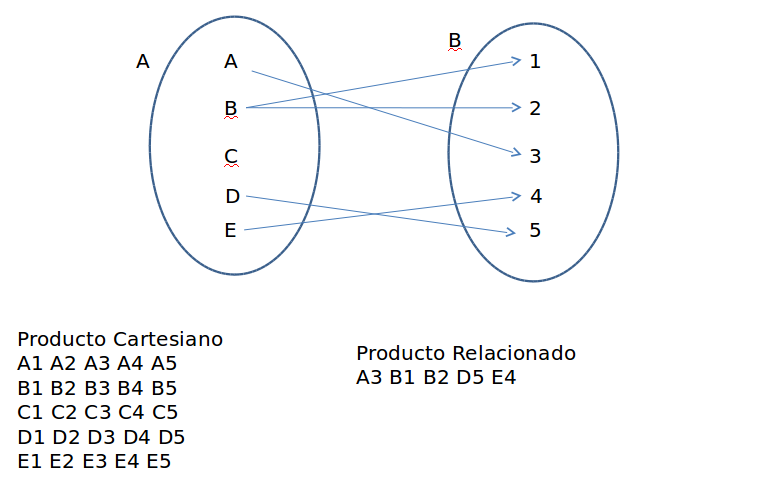 A
A
B
C
D
E
B
1
2
3
4
5
Producto Cartesiano
A1 A2 A3 A4 A5
B1 B2 B3 B4 B5
C1 C2 C3 C4 C5
D1 D2 D3 D4 D5
E1 E2 E3 E4 E5
Producto Relacionado
A3 B1 B2 D5 E4